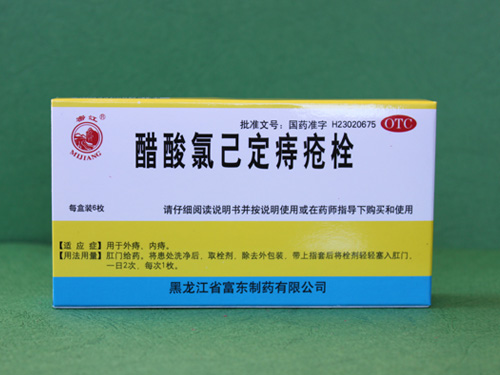 密江
MIJIANG
批准文号：国药准字 H23020675 OTC
醋酸氯己定痔疮栓
每盒装6枚
请仔细阅读说明书并按说明使用或在药师指导下购买和使用
【适 应 症】用于外痔、内痔。
【用法用量】肛门给药。将患处洗净后，取栓剂，除去外包装，带上指套后将栓剂轻轻塞入肛门，
一日2次，每次1枚。
黑龙江省富东制药有限公司